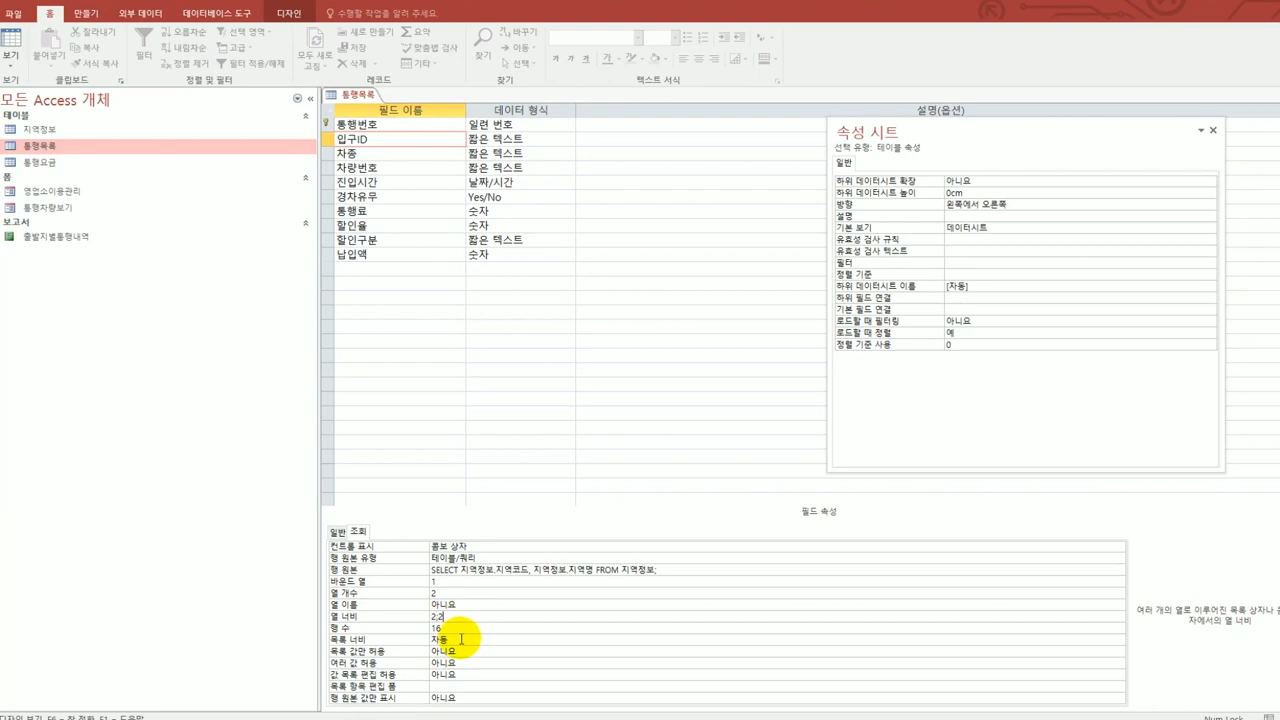 파일 홈 만들기 외부 데이터 데이터베이스 도구 디자인 수행할 작업을 알려 주세요.
잘라내기 오름차순 선택 영역 새로 만들기 요약 바꾸기
보기 붙여넣기 복사 필터 내림차순 고급 모두 새로 고침 저장 맞춤법 검사 찾기 이동
서식 복사 정렬 제거 필터 적용/해제 삭제 기타 선택
보기 클립보드 정렬 및 필터 레코드 찾기 텍스트 서식
모든 Access 개체
테이블
지역정보
통행목록
통행요금
폼
영업소이용관리
통행차량보기
보고서
출발지별통행내역
통행목록
필드 이름 데이터 형식 설명(옵션)
통행번호 일련 번호
입구ID 짧은 텍스트
차종 짧은 텍스트
차량번호 짧은 텍스트
진입시간 날짜/시간
경차유무 Yes/No
통행료 숫자
할인율 숫자
할인구분 짧은 텍스트
납입액 숫자
속성 시트
선택 유형: 테이블 속성
일반
하위 데이터시트 확장 아니요
하위 데이터시트 높이 0cm
방향 왼쪽에서 오른쪽
설명
기본 보기 데이터시트
유효성 검사 규칙
유효성 검사 텍스트
필터
정렬 기준
하위 데이터시트 이름 [자동]
하위 필드 연결
기본 필드 연결
로드할 때 필터링 아니요
로드할 때 정렬 예
정렬 기준 사용 0
필드 속성
일반 조회
컨트롤 표시 콤보 상자
행 원본 유형 테이블/쿼리
행 원본 SELECT 지역정보.지역코드, 지역정보.지역명 FROM 지역정보;
바운드 열 1
열 개수 2
열 이름 아니요
열 너비 2;2
행 수 16
목록 너비 자동
목록 값만 허용 아니요
여러 값 허용 아니요
값 목록 편집 허용 아니요
목록 항목 편집 폼
행 원본 값만 표시 아니요
여러 개의 열로 이루어진 목록 상자나 콤
자에서의 열 너비
디자인 보기. F6 = 창 전환. F1 = 도움말. Num Lock